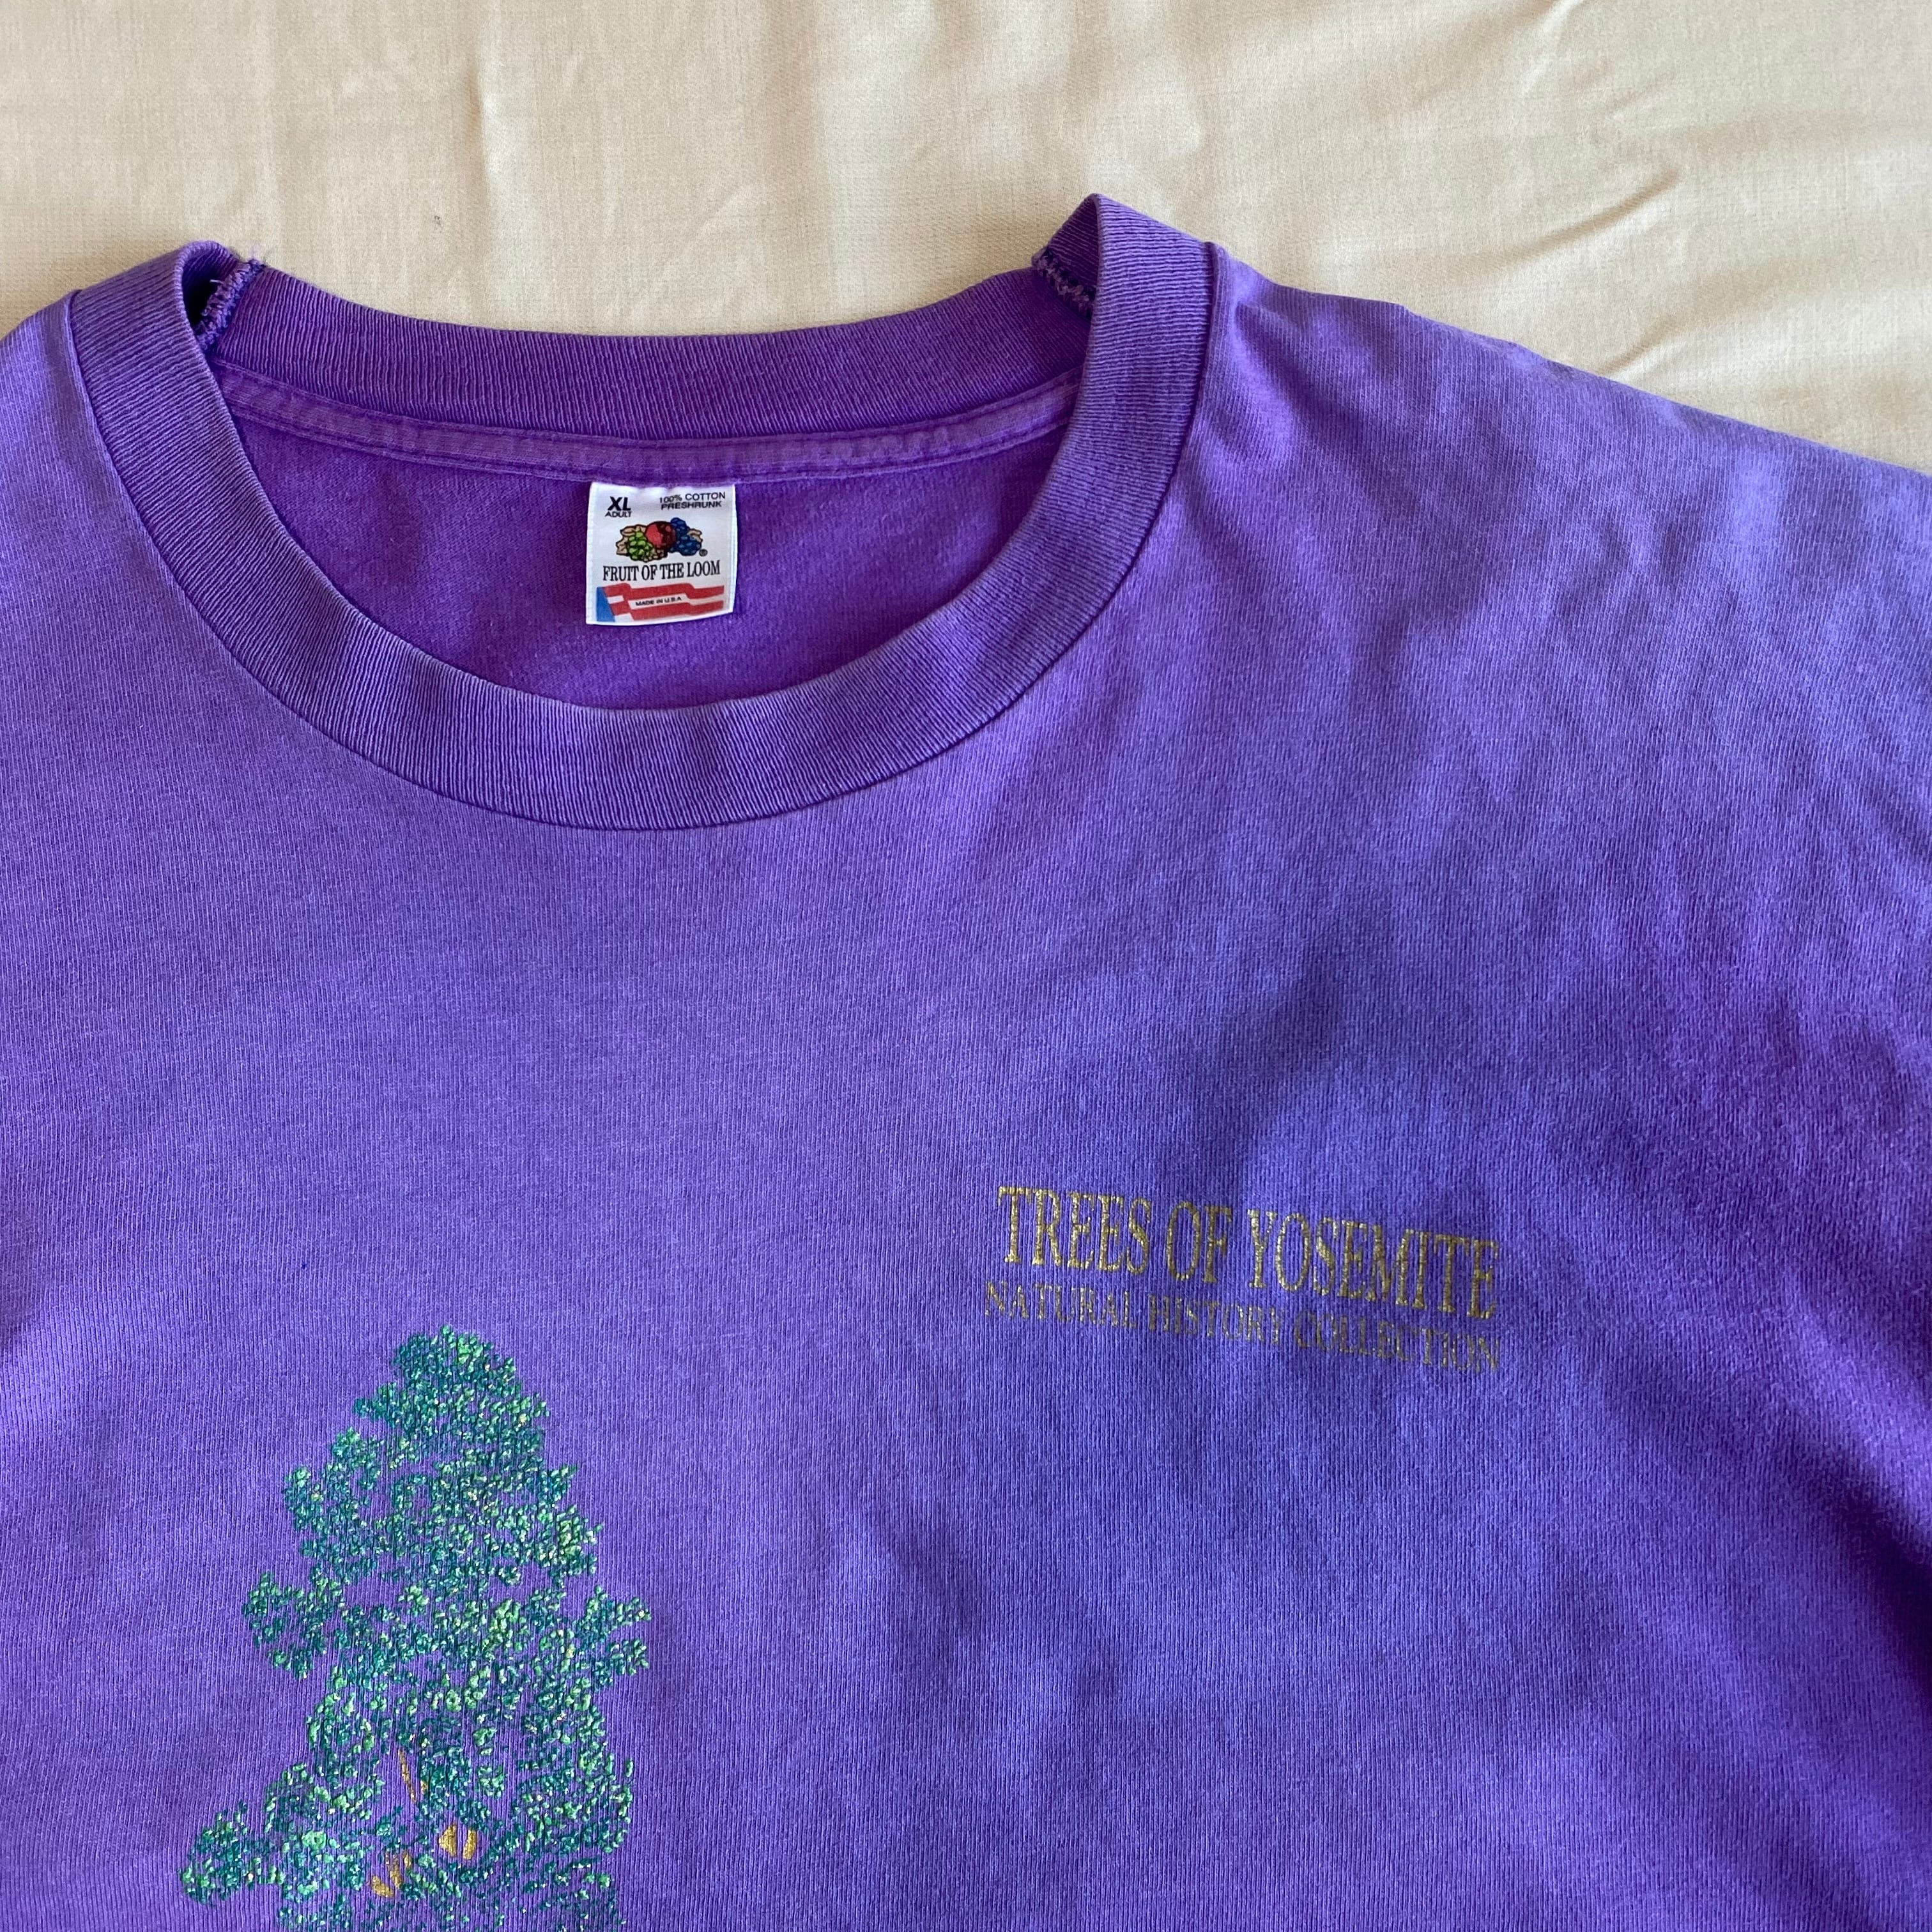 XL
ADULT
100% COTTON
PRESHRUNK
FRUIT OF THE LOOM
MADE IN U.S.A
TREES OF YOSEMITE
NATURAL HISTORY COLLECTION